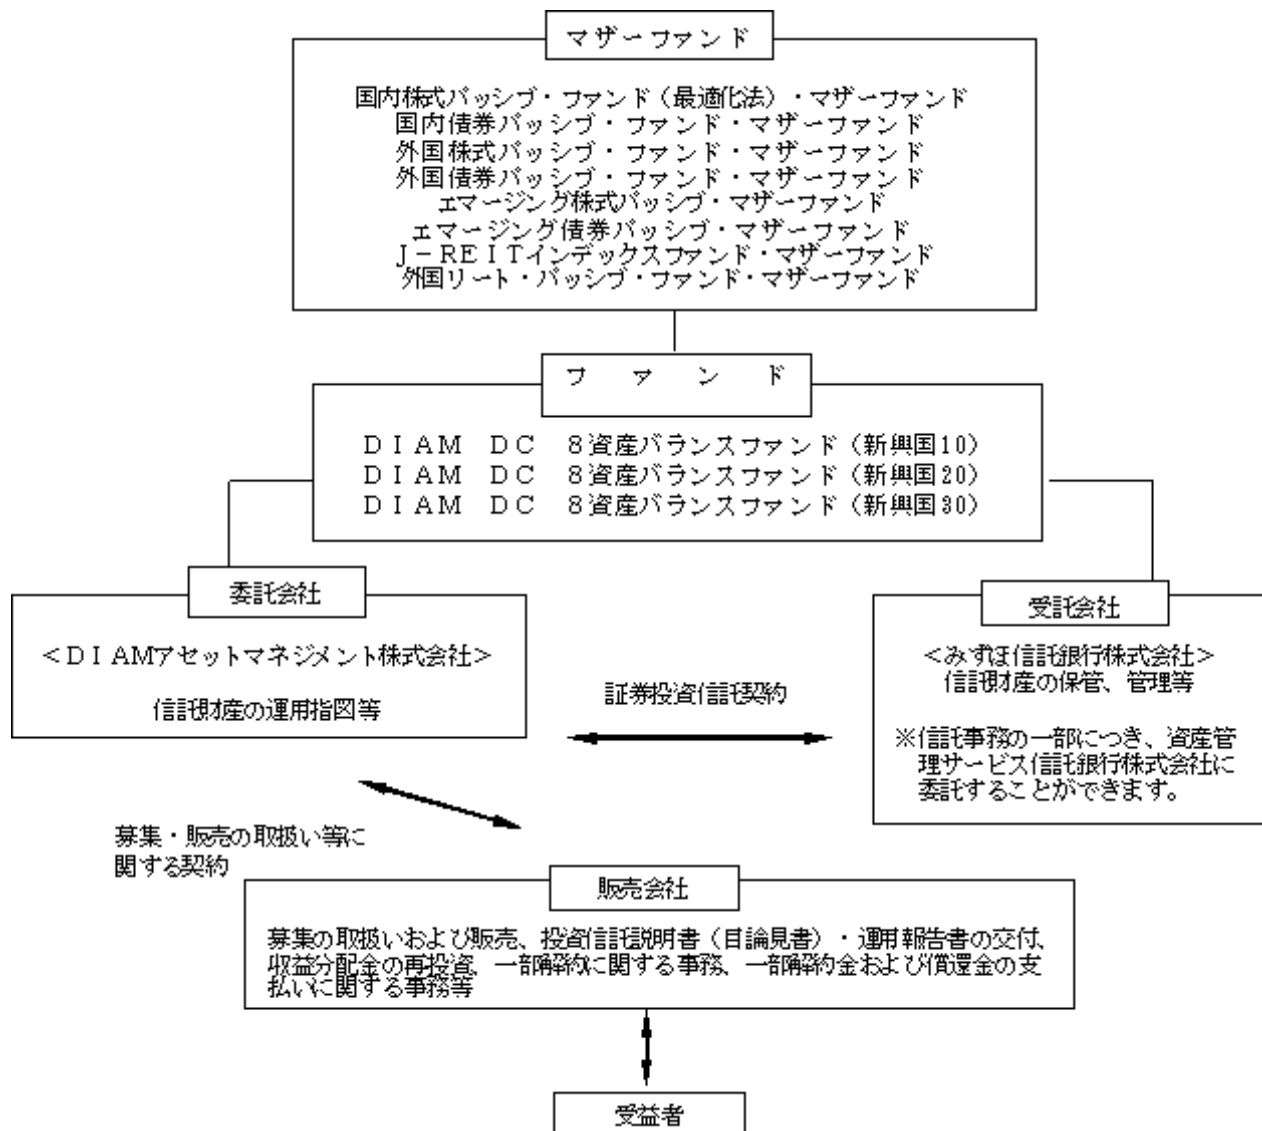 マザーファンド
国内株式パッシブ・ファンド（最適化法）・マザーファンド
国内債券パッシブ・ファンド・マザーファンド
外国株式パッシブ・ファンド・マザーファンド
外国債券パッシブ・ファンド・マザーファンド
エマージング株式パッシブ・マザーファンド
エマージング債券パッシブ・マザーファンド
Ｊ－ＲＥＩＴインデックスファンド・マザーファンド
外国リート・パッシブ・ファンド・マザーファンド
フ　ァ　ン　ド
ＤＩＡＭ　ＤＣ　８資産バランスファンド（新興国10）
ＤＩＡＭ　ＤＣ　８資産バランスファンド（新興国20）
ＤＩＡＭ　ＤＣ　８資産バランスファンド（新興国30）
委託会社
＜ＤＩＡＭアセットマネジメント株式会社＞
信託財産の運用指図等
証券投資信託契約
受託会社
＜みずほ信託銀行株式会社＞
信託財産の保管、管理等
※信託事務の一部につき、資産管
理サービス信託銀行株式会社に
委託することができます。
募集・販売の取扱い等に
関する契約
販売会社
募集の取扱いおよび販売、投資信託説明書（目論見書）・運用報告書の交付、
収益分配金の再投資、一部解約に関する事務、一部解約金および償還金の支
払いに関する事務等
受益者